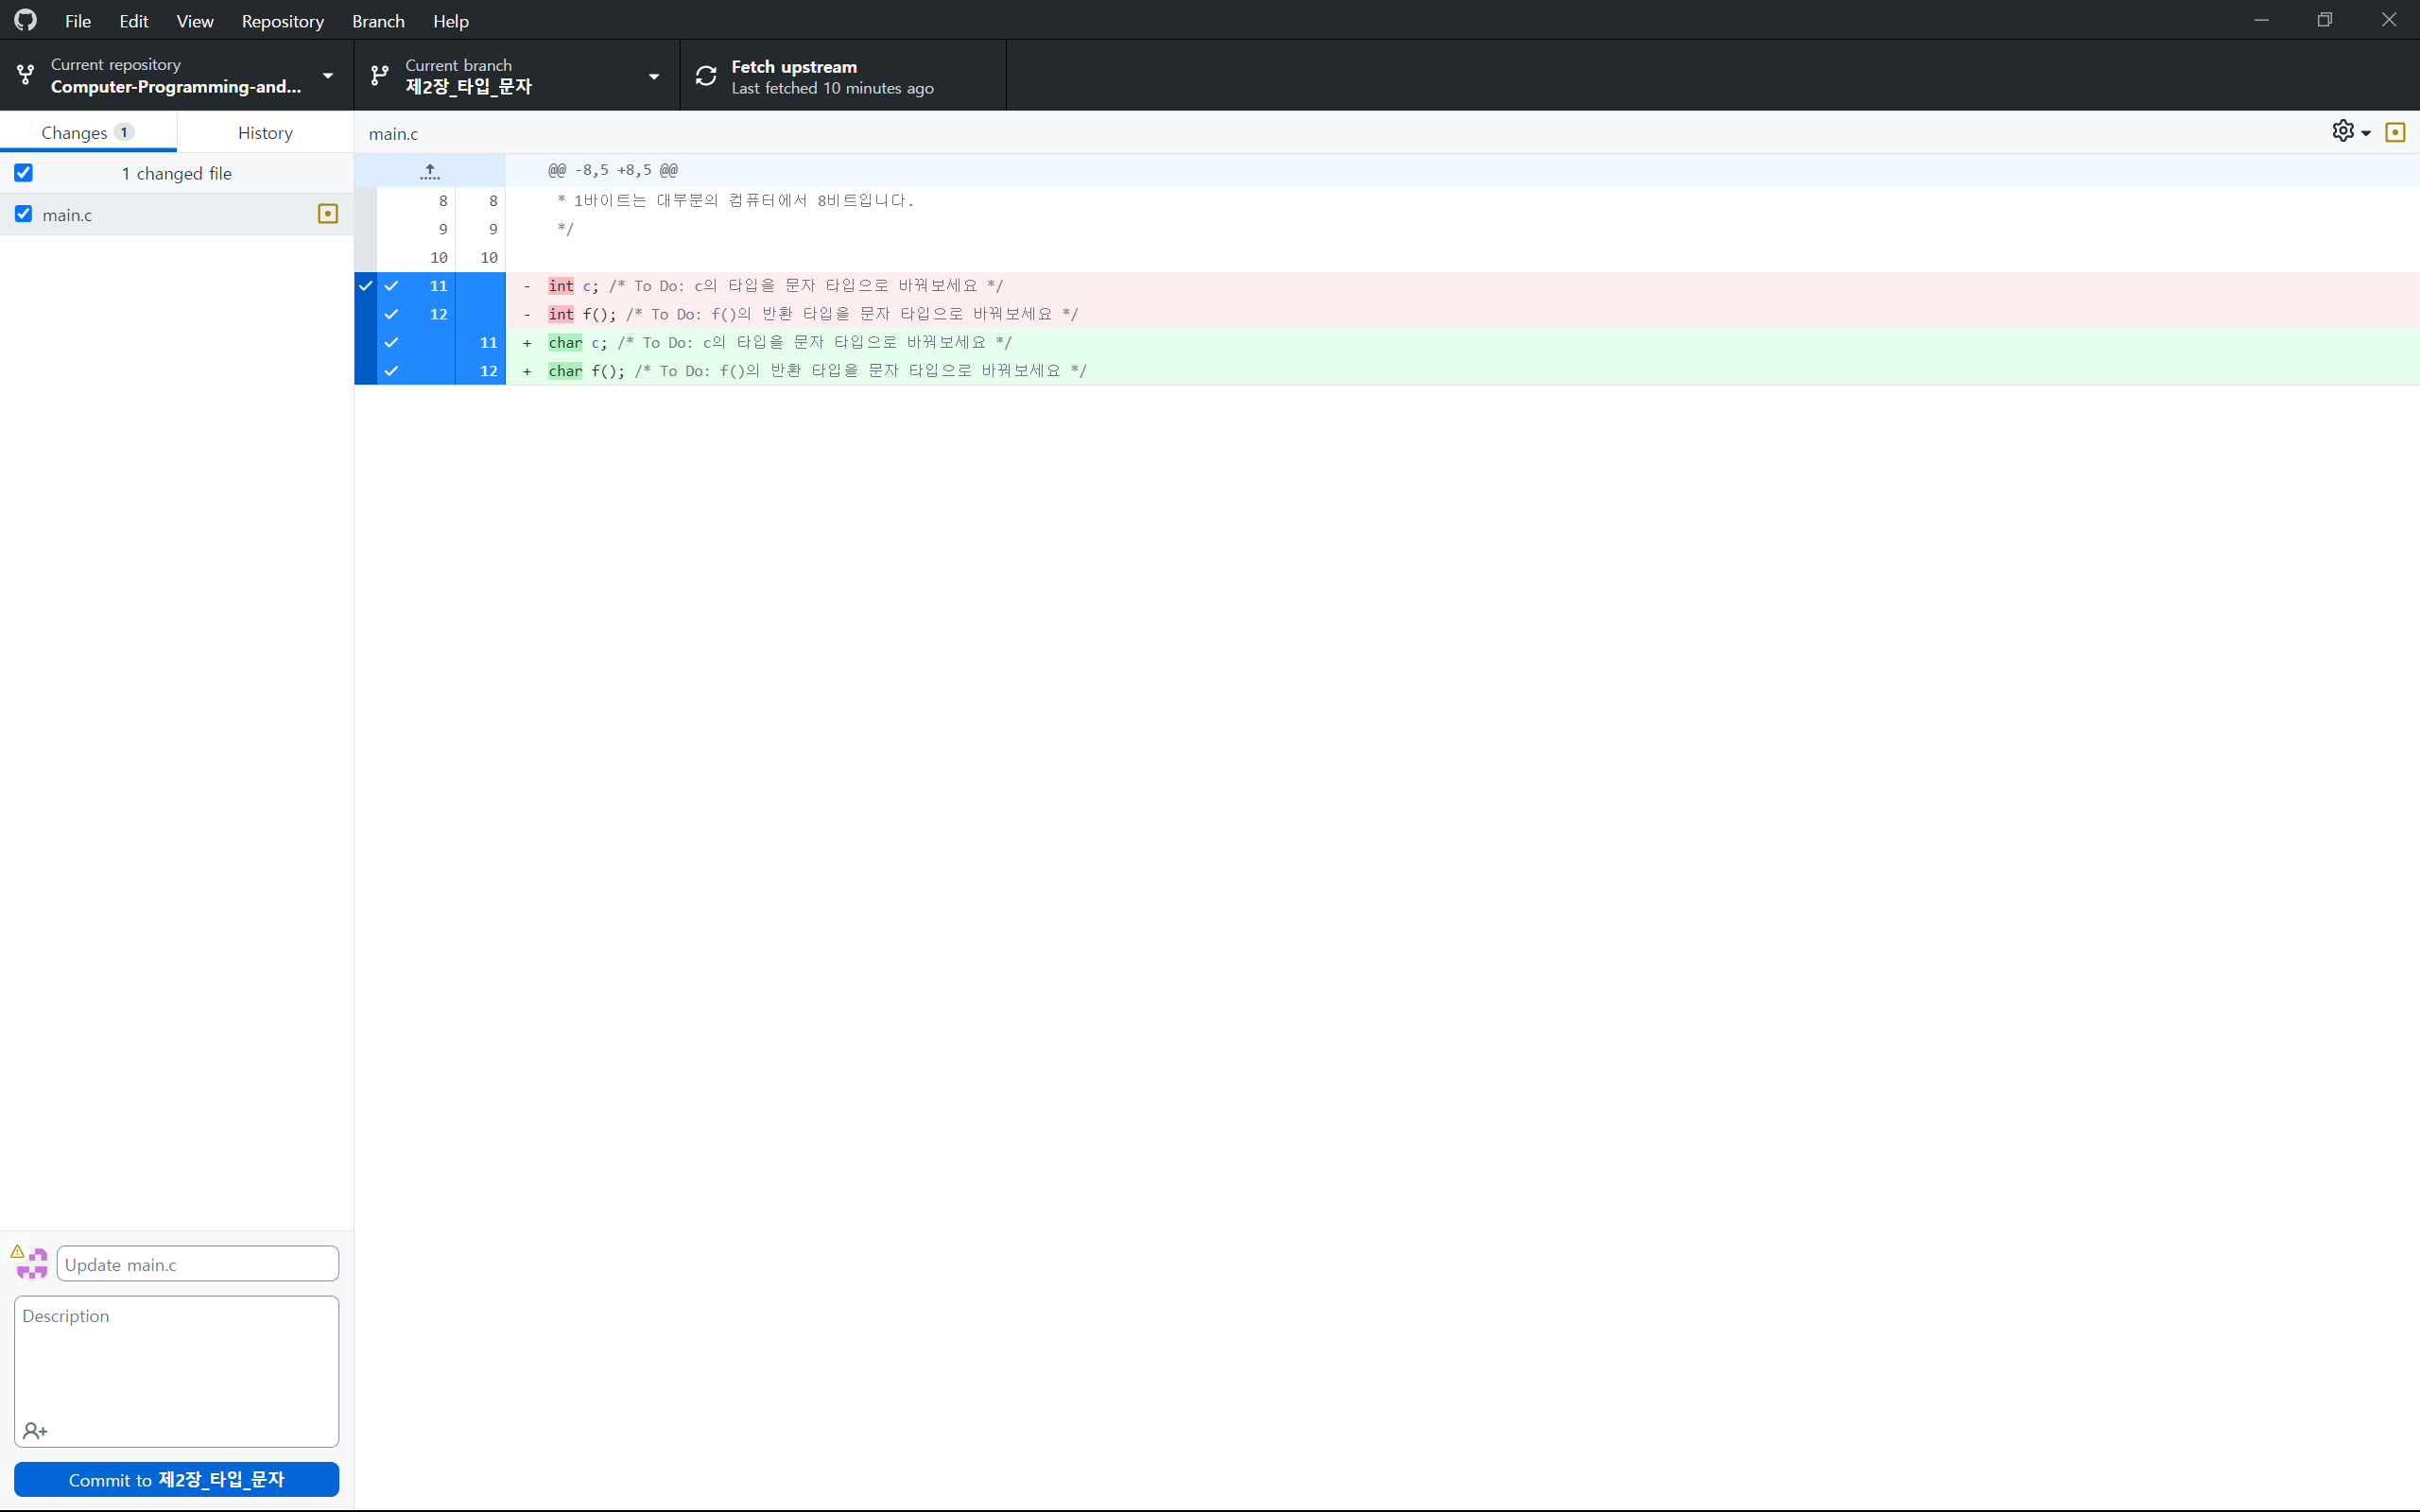 File Edit View Repository Branch Help
Current repository
Computer-Programming-and...
Current branch
제2장_타입_문자
Fetch upstream
Last fetched 10 minutes ago
Changes 1 History
main.c
1 changed file
main.c
@@ -8,5 +8,5 @@
8 8 * 1바이트는 대부분의 컴퓨터에서 8비트입니다.
9 9 */
10 10
11 - int c; /* To Do: c의 타입을 문자 타입으로 바꿔보세요 */
12 - int f(); /* To Do: f()의 반환 타입을 문자 타입으로 바꿔보세요 */
11 + char c; /* To Do: c의 타입을 문자 타입으로 바꿔보세요 */
12 + char f(); /* To Do: f()의 반환 타입을 문자 타입으로 바꿔보세요 */
Update main.c
Description
Commit to 제2장_타입_문자